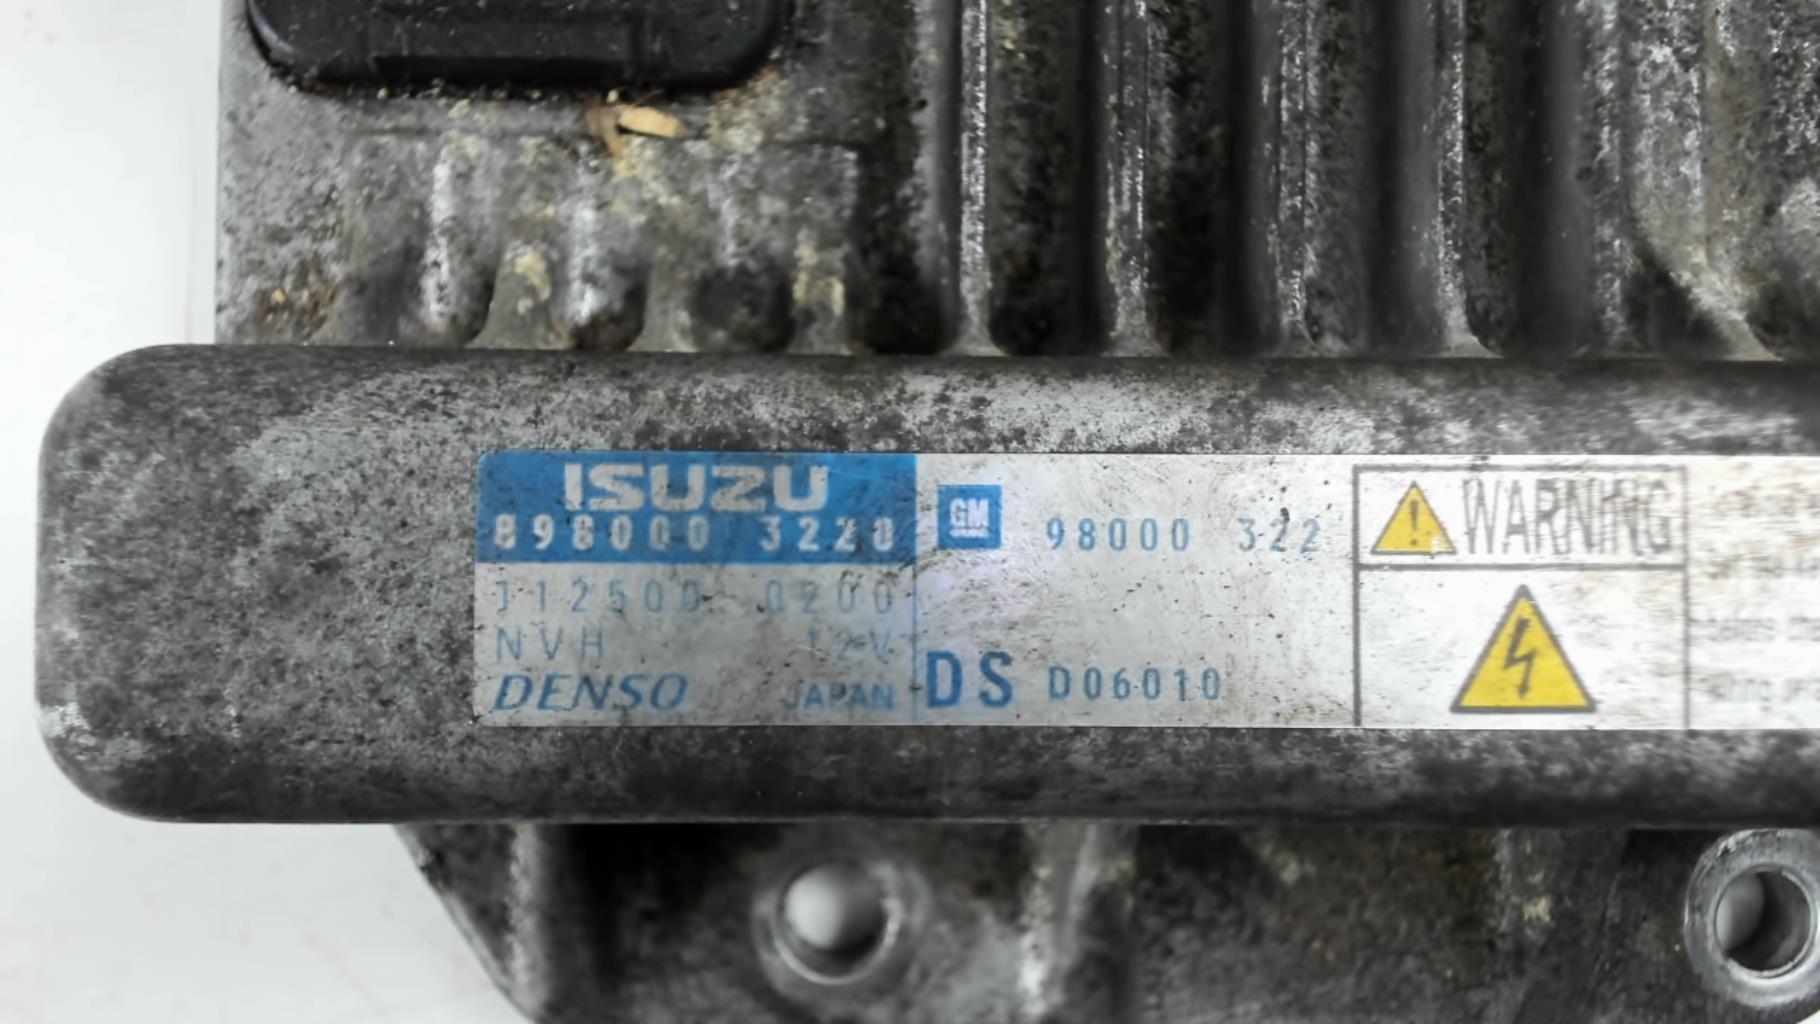 ISUZU
898000 3220
112500 0200
NVH 12V
DENSO JAPAN
GM 98000 322
DS D06010
WARNING